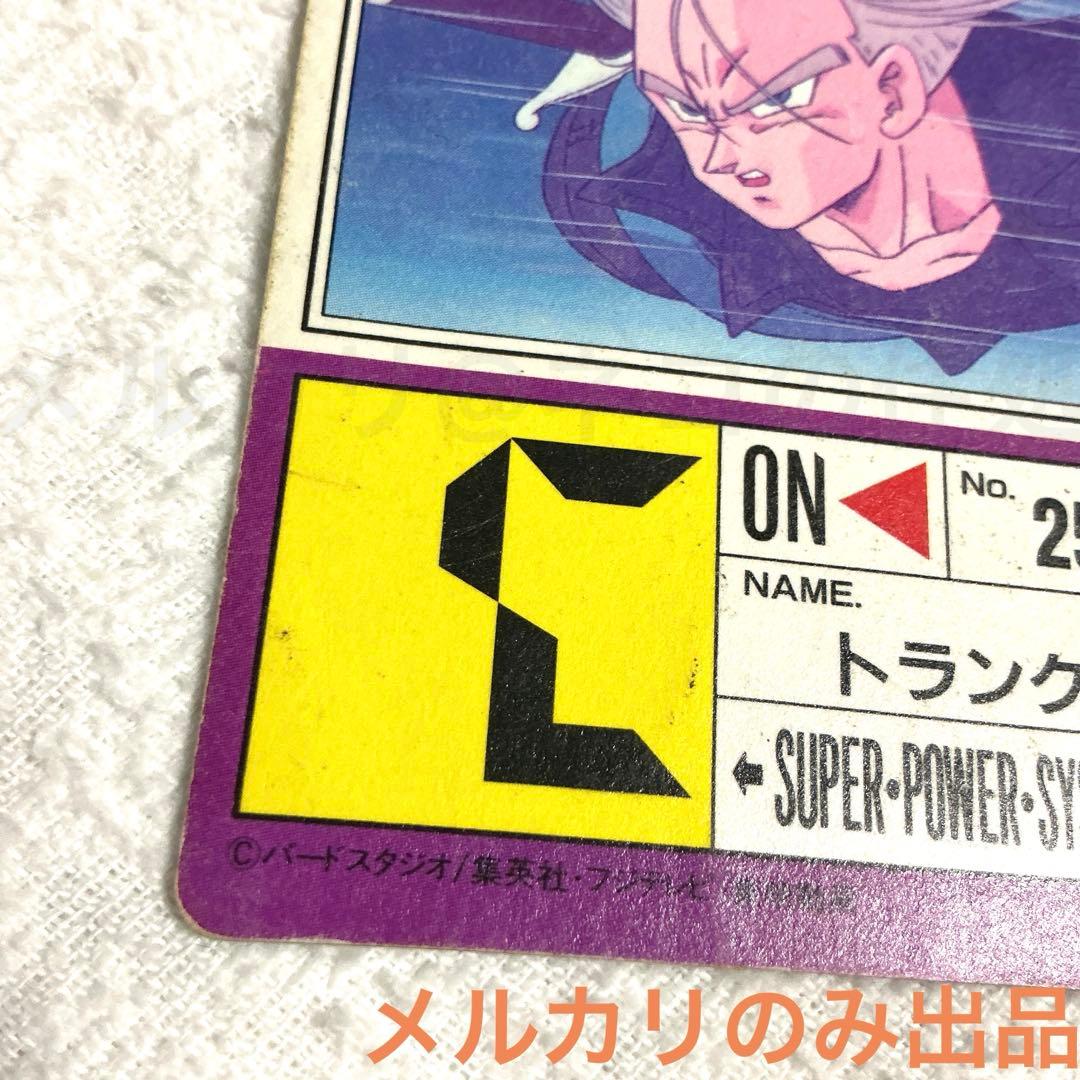 ON
No. 25
NAME.
トランク
SUPER・POWER・SYS
©バードスタジオ/集英社・フジテレビ
メルカリのみ出品